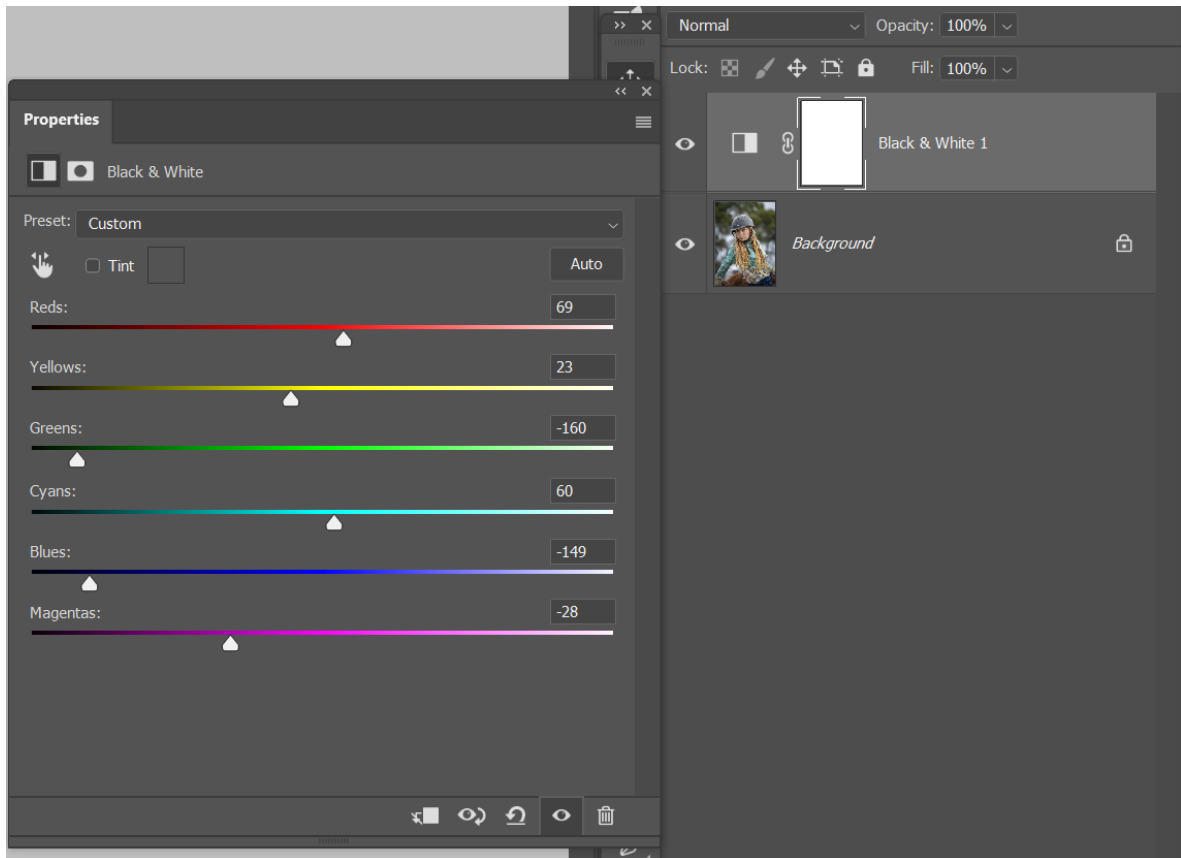 Normal Opacity: 100%
Lock: Fill: 100%
Properties
Black & White
Preset: Custom
Tint Auto
Reds: 69
Yellows: 23
Greens: -160
Cyans: 60
Blues: -149
Magentas: -28
Black & White 1
Background